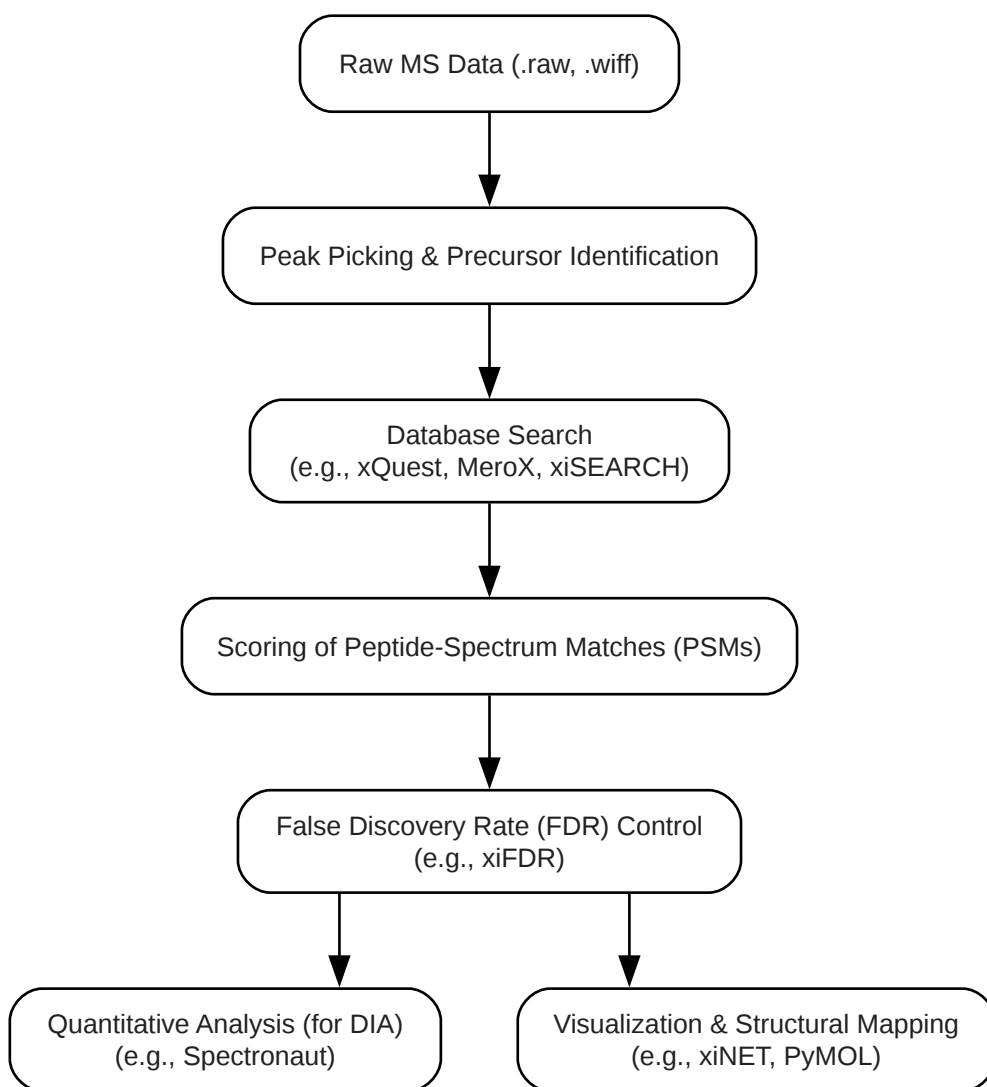 Raw MS Data (.raw, .wiff)
Peak Picking & Precursor Identification
Database Search
(e.g., xQuest, MeroX, xiSEARCH)
Scoring of Peptide-Spectrum Matches (PSMs)
False Discovery Rate (FDR) Control
(e.g., xiFDR)
Quantitative Analysis (for DIA)
(e.g., Spectronaut)
Visualization & Structural Mapping
(e.g., xiNET, PyMOL)